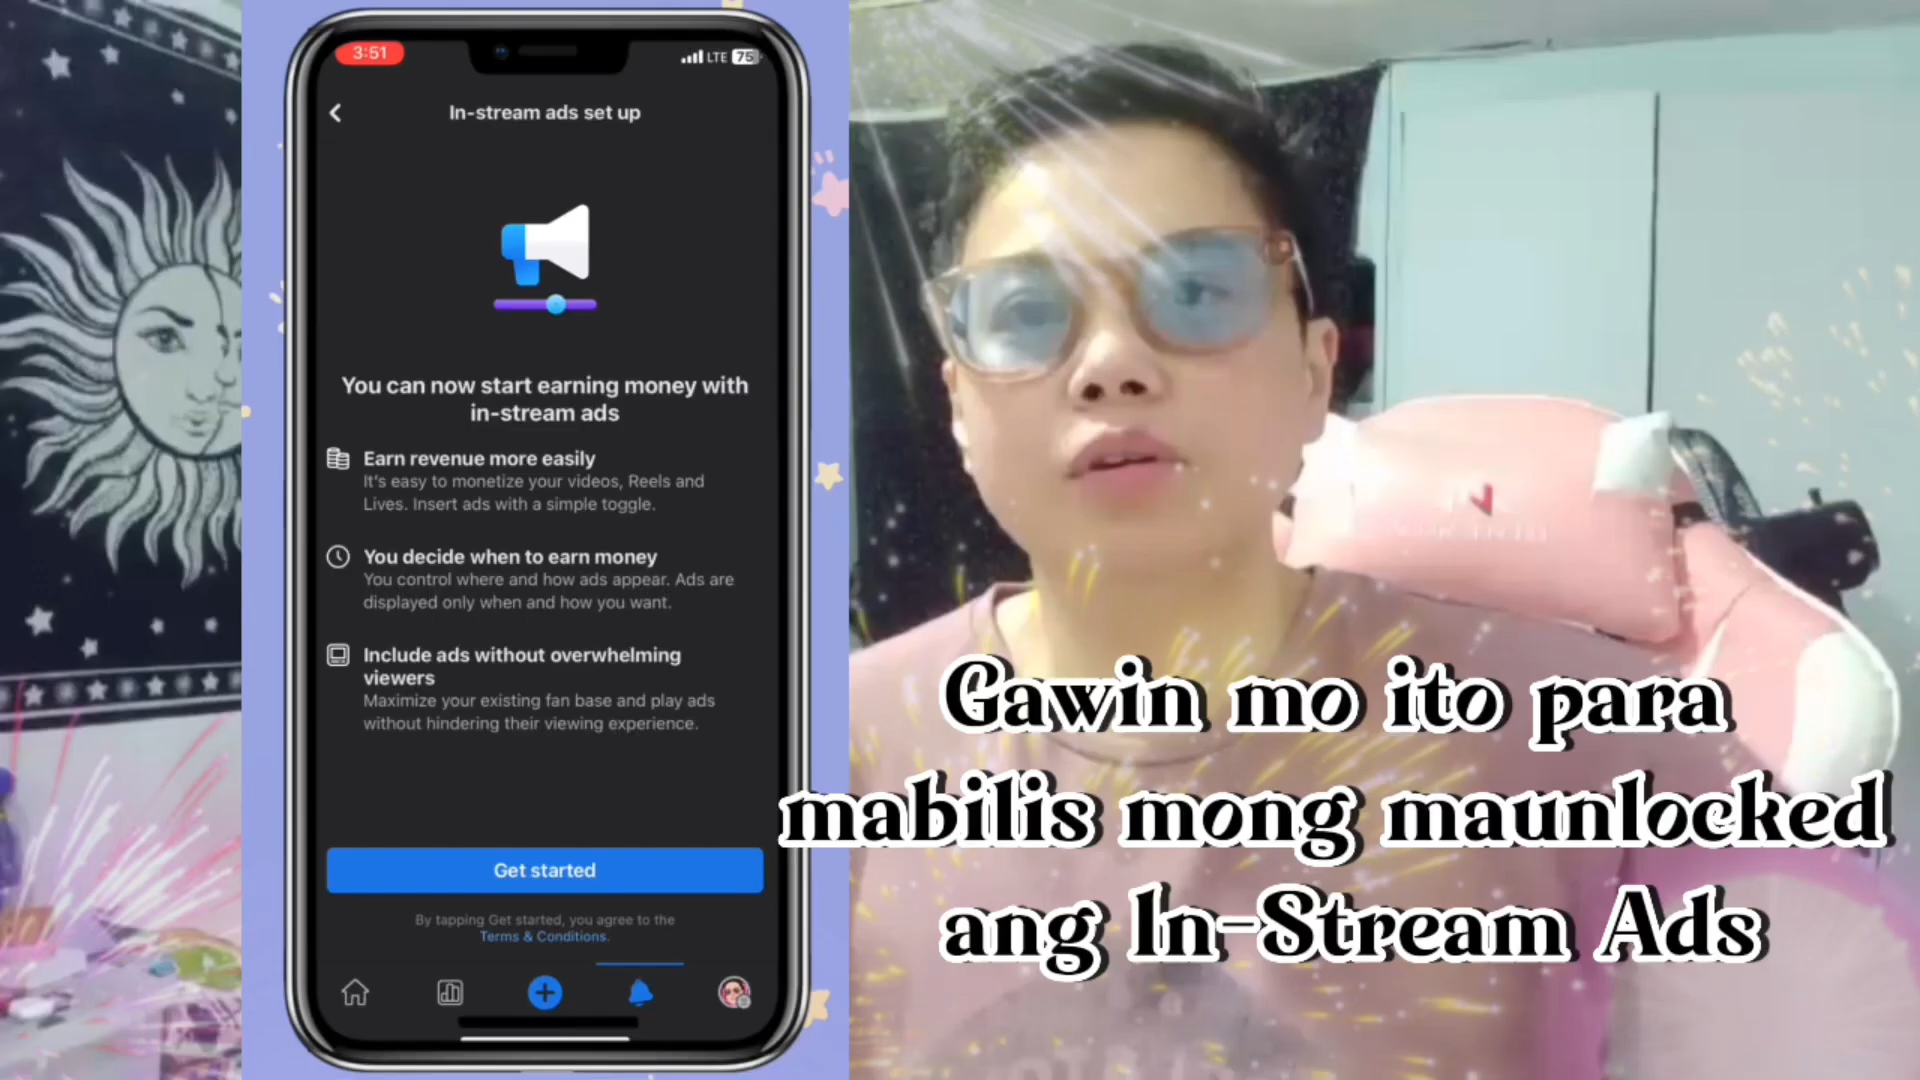 3:51
LTE 75
In-stream ads set up
You can now start earning money with
in-stream ads
Earn revenue more easily
It's easy to monetize your videos, Reels and
Lives. Insert ads with a simple toggle.
You decide when to earn money
You control where and how ads appear. Ads are
displayed only when and how you want.
Include ads without overwhelming
viewers
Maximize your existing fan base and play ads
without hindering their viewing experience.
Get started
By tapping Get started, you agree to the
Terms & Conditions.
Gawin mo ito para
mabilis mong maunlocked
ang In-Stream Ads